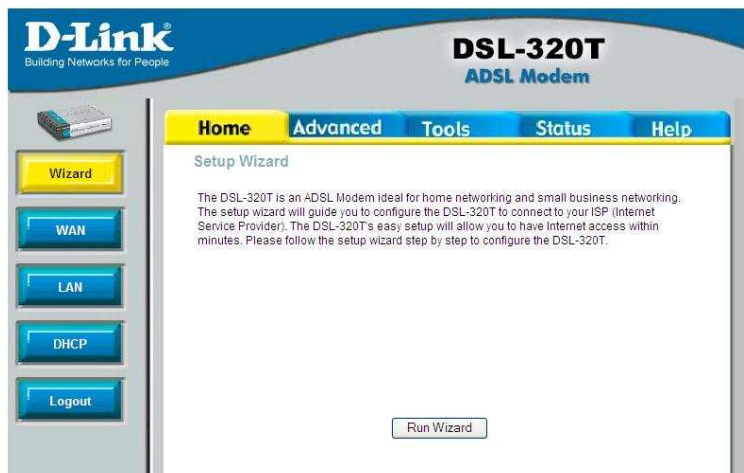 D-Link
Building Networks for People
DSL-320T
ADSL Modem
Home Advanced Tools Status Help
Wizard
WAN
LAN
DHCP
Logout
Setup Wizard
The DSL-320T is an ADSL Modem ideal for home networking and small business networking.
The setup wizard will guide you to configure the DSL-320T to connect to your ISP (Internet
Service Provider). The DSL-320T's easy setup will allow you to have Internet access within
minutes. Please follow the setup wizard step by step to configure the DSL-320T.
Run Wizard